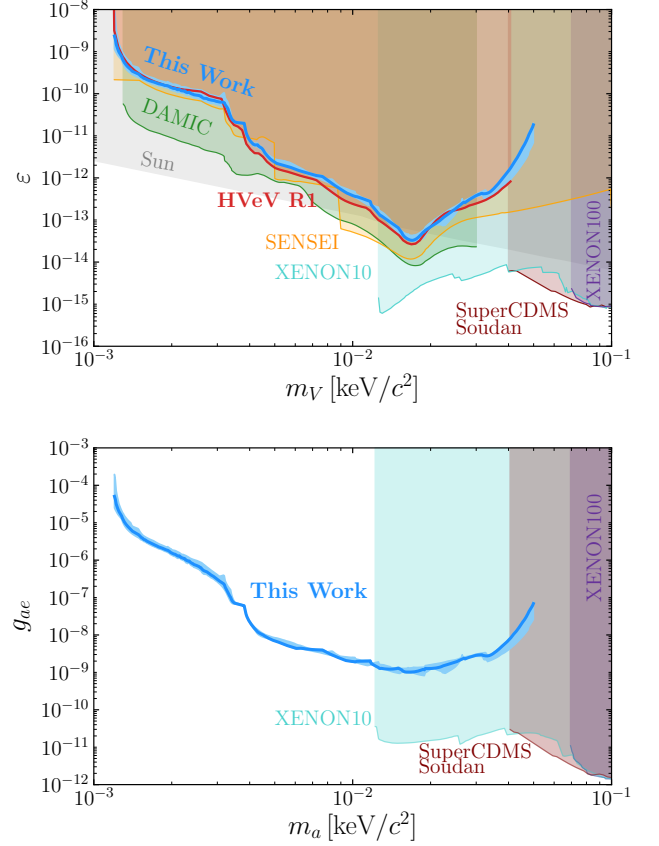 10⁻⁸
10⁻⁹
10⁻¹⁰
10⁻¹¹
10⁻¹²
10⁻¹³
10⁻¹⁴
10⁻¹⁵
10⁻¹⁶
ε
This Work
DAMIC
Sun
HVeV R1
SENSEI
XENON10
SuperCDMS
Soudan
XENON100
10⁻³
10⁻²
10⁻¹
m_V [keV/c²]
10⁻³
10⁻⁴
10⁻⁵
10⁻⁶
10⁻⁷
10⁻⁸
10⁻⁹
10⁻¹⁰
10⁻¹¹
10⁻¹²
g_ae
This Work
XENON10
SuperCDMS
Soudan
XENON100
10⁻³
10⁻²
10⁻¹
m_a [keV/c²]